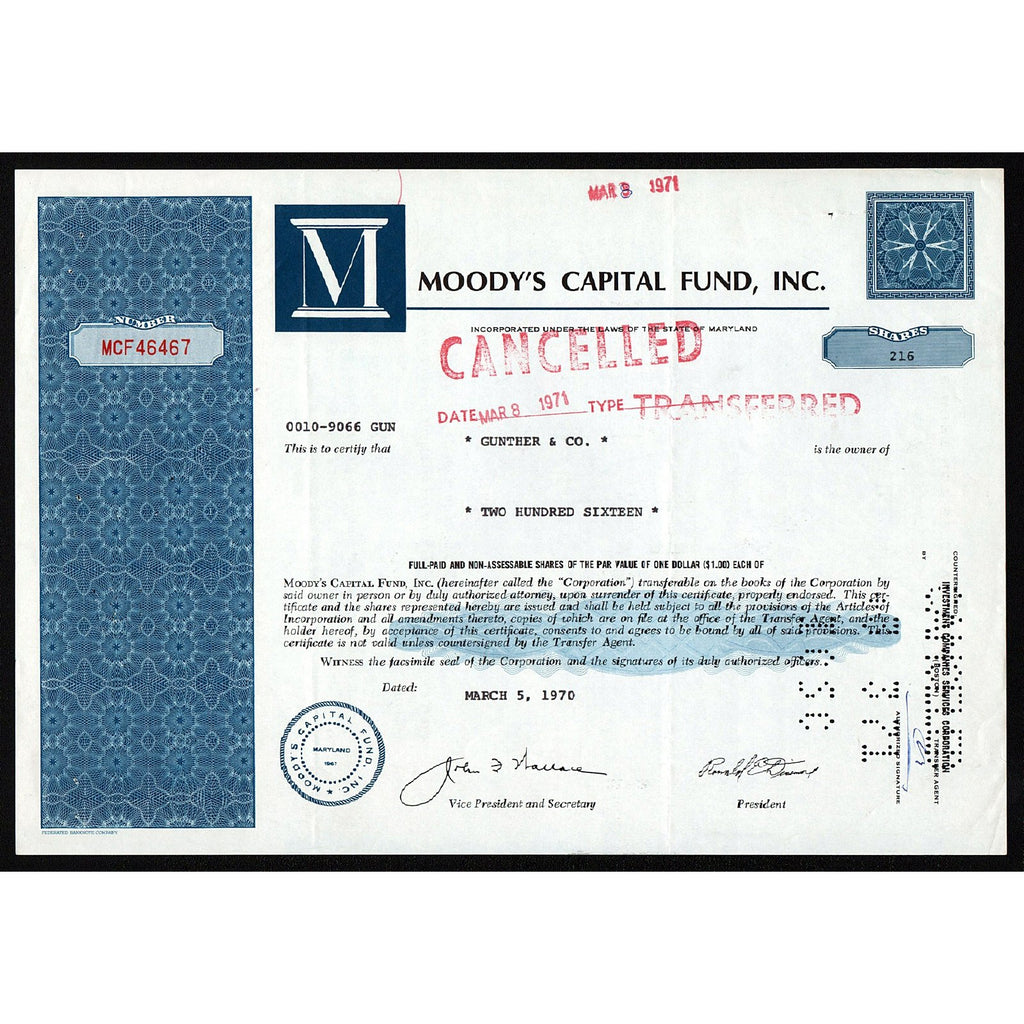 MAR 8 1971
M
MOODY'S CAPITAL FUND, INC.
INCORPORATED UNDER THE LAWS OF THE STATE OF MARYLAND
NUMBER
MCF46467
SHARES
216
CANCELLED
DATE MAR 8 1971 TYPE TRANSFERRED
0010-9066 GUN
* GUNTHER & CO. *
This is to certify that
is the owner of
* TWO HUNDRED SIXTEEN *
FULL-PAID AND NON-ASSESSABLE SHARES OF THE PAR VALUE OF ONE DOLLAR ($1.00) EACH OF
MOODY'S CAPITAL FUND, INC. (hereinafter called the "Corporation") transferable on the books of the Corporation by
said owner in person or by duly authorized attorney, upon surrender of this certificate, properly endorsed. This cer-
tificate and the shares represented hereby are issued and shall be held subject to all the provisions of the Articles of
Incorporation and all amendments thereto, copies of which are on file at the office of the Transfer Agent, and the
holder hereof, by acceptance of this certificate, consents to and agrees to be bound by all of said provisions. This
certificate is not valid unless countersigned by the Transfer Agent.
WITNESS the facsimile seal of the Corporation and the signatures of its duly authorized officers.
Dated:
MARCH 5, 1970
MOODY'S CAPITAL FUND, INC.
MARYLAND
1967
John F Wallace
Vice President and Secretary
President
COUNTERSIGNED:
INVESTMENT COMPANIES SERVICES CORPORATION
(BOSTON)
TRANSFER AGENT
BY
AUTHORIZED SIGNATURE
FEDERATED BANKNOTE COMPANY